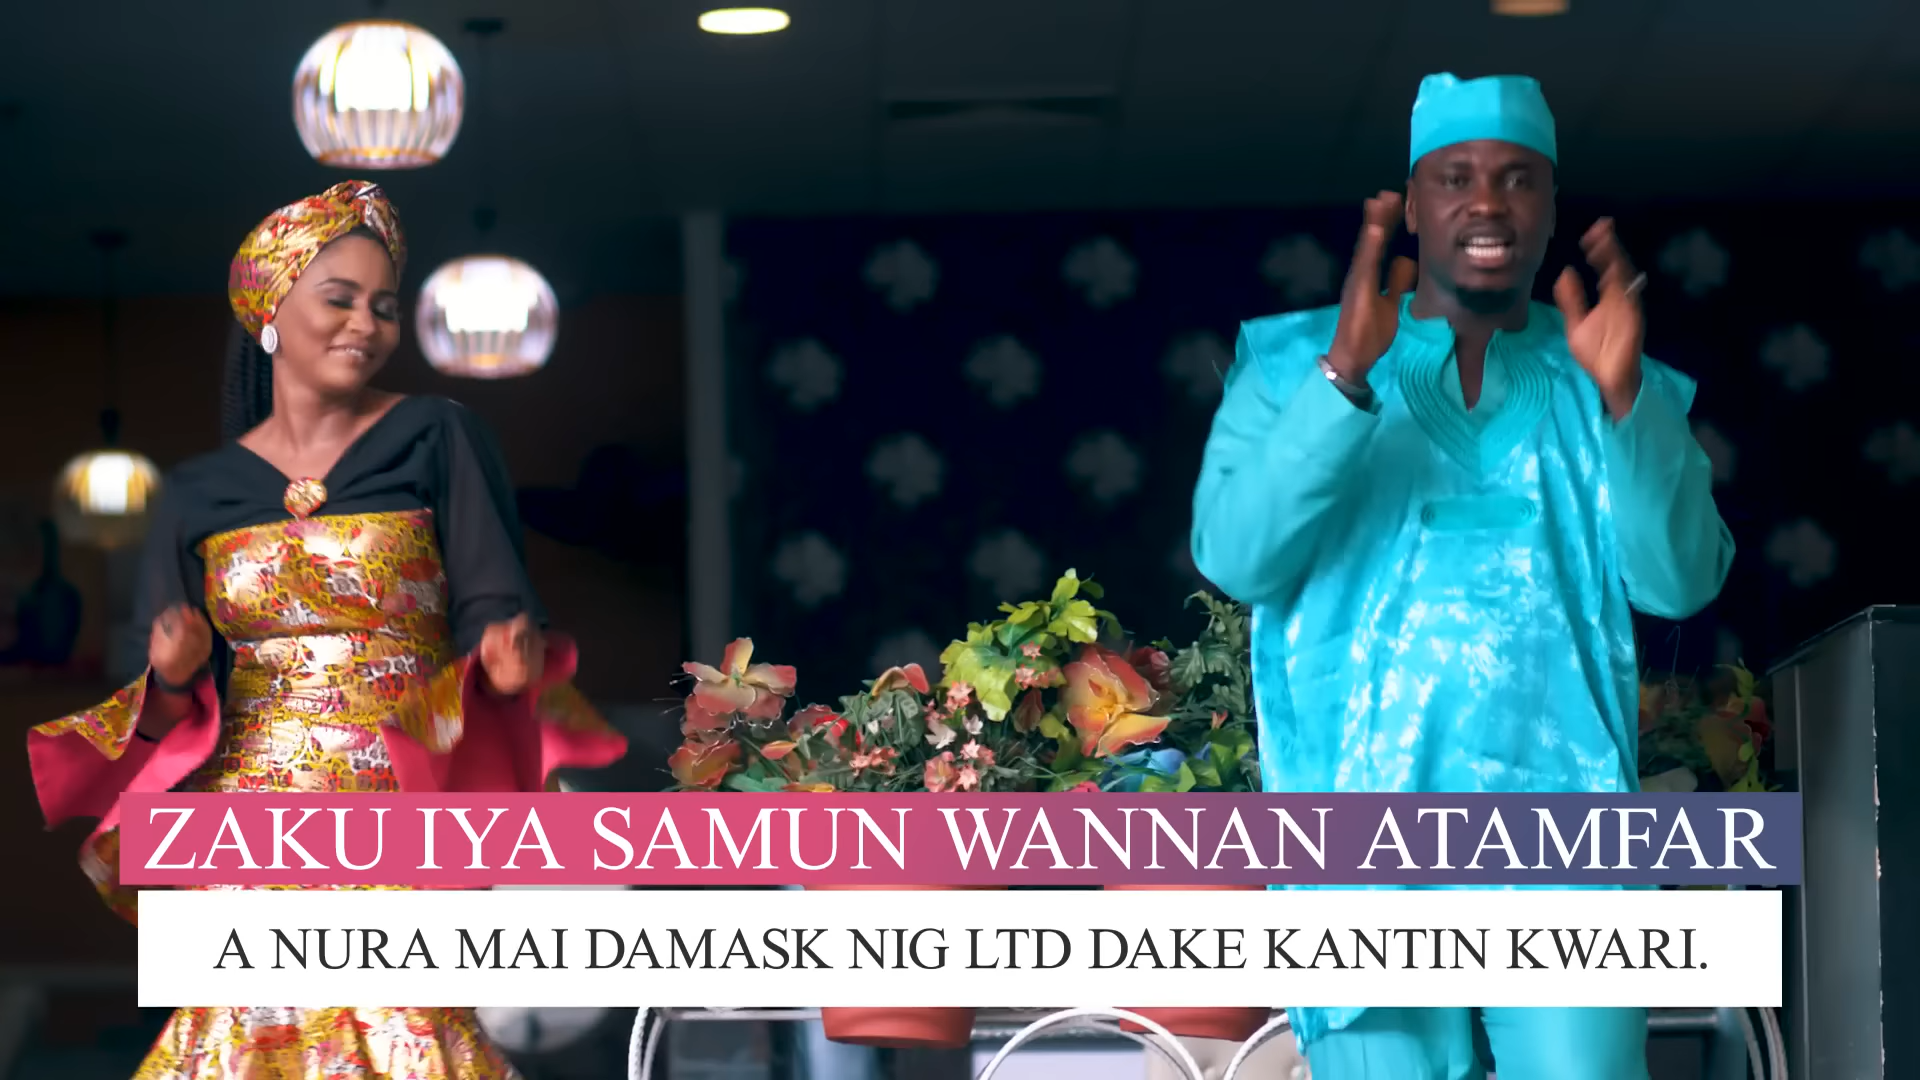 ZAKU IYA SAMUN WANNAN ATAMFAR
A NURA MAI DAMASK NIG LTD DAKE KANTIN KWARI.